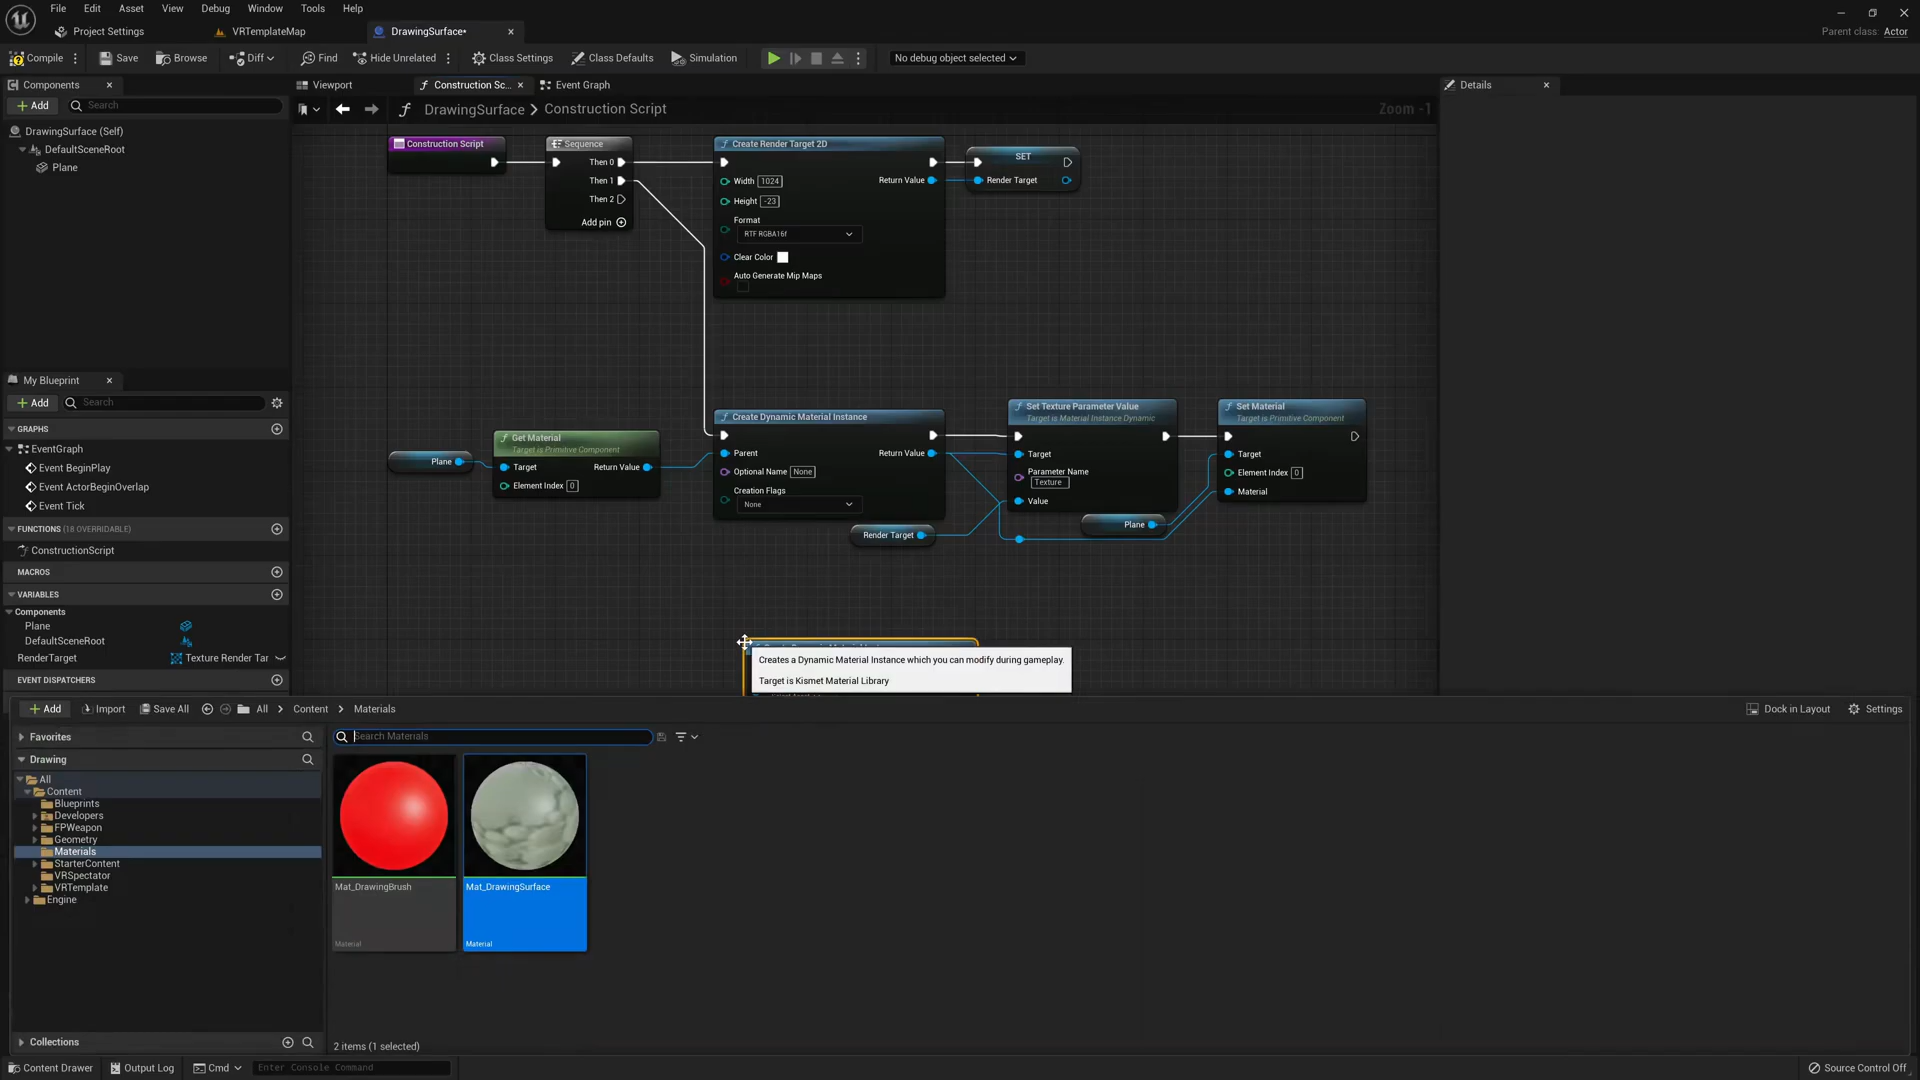 File Edit Asset View Debug Window Tools Help
Project Settings VRTemplateMap DrawingSurface* Parent class: Actor
Compile Save Browse Diff Find Hide Unrelated Class Settings Class Defaults Simulation No debug object selected
Components Viewport Construction Sc... Event Graph Details
Add Search DrawingSurface Construction Script Zoom -1
DrawingSurface (Self)
DefaultSceneRoot
Plane
Construction Script
Sequence
Then 0
Then 1
Then 2
Add pin
Create Render Target 2D
Width 1024 Return Value
Height -23
Format
RTF RGBA16f
Clear Color
Auto Generate Mip Maps
SET
Render Target
My Blueprint
Add Search
GRAPHS
EventGraph
Event BeginPlay
Event ActorBeginOverlap
Event Tick
FUNCTIONS (18 OVERRIDABLE)
ConstructionScript
MACROS
VARIABLES
Components
Plane
DefaultSceneRoot
RenderTarget Texture Render Tar
EVENT DISPATCHERS
Plane
Get Material
Target is Primitive Component
Target Return Value
Element Index 0
Create Dynamic Material Instance
Parent Return Value
Optional Name None
Creation Flags
None
Render Target
Set Texture Parameter Value
Target is Material Instance Dynamic
Target
Parameter Name
Texture
Value
Plane
Set Material
Target is Primitive Component
Target
Element Index 0
Material
Creates a Dynamic Material Instance which you can modify during gameplay.
Target is Kismet Material Library
Add Import Save All All Content Materials Dock in Layout Settings
Favorites Search Materials
Drawing
All
Content
Blueprints
Developers
FPWeapon
Geometry
Materials
StarterContent
VRSpectator
VRTemplate
Engine
Mat_DrawingBrush
Material
Mat_DrawingSurface
Material
Collections 2 items (1 selected)
Content Drawer Output Log Cmd Enter Console Command Source Control Off